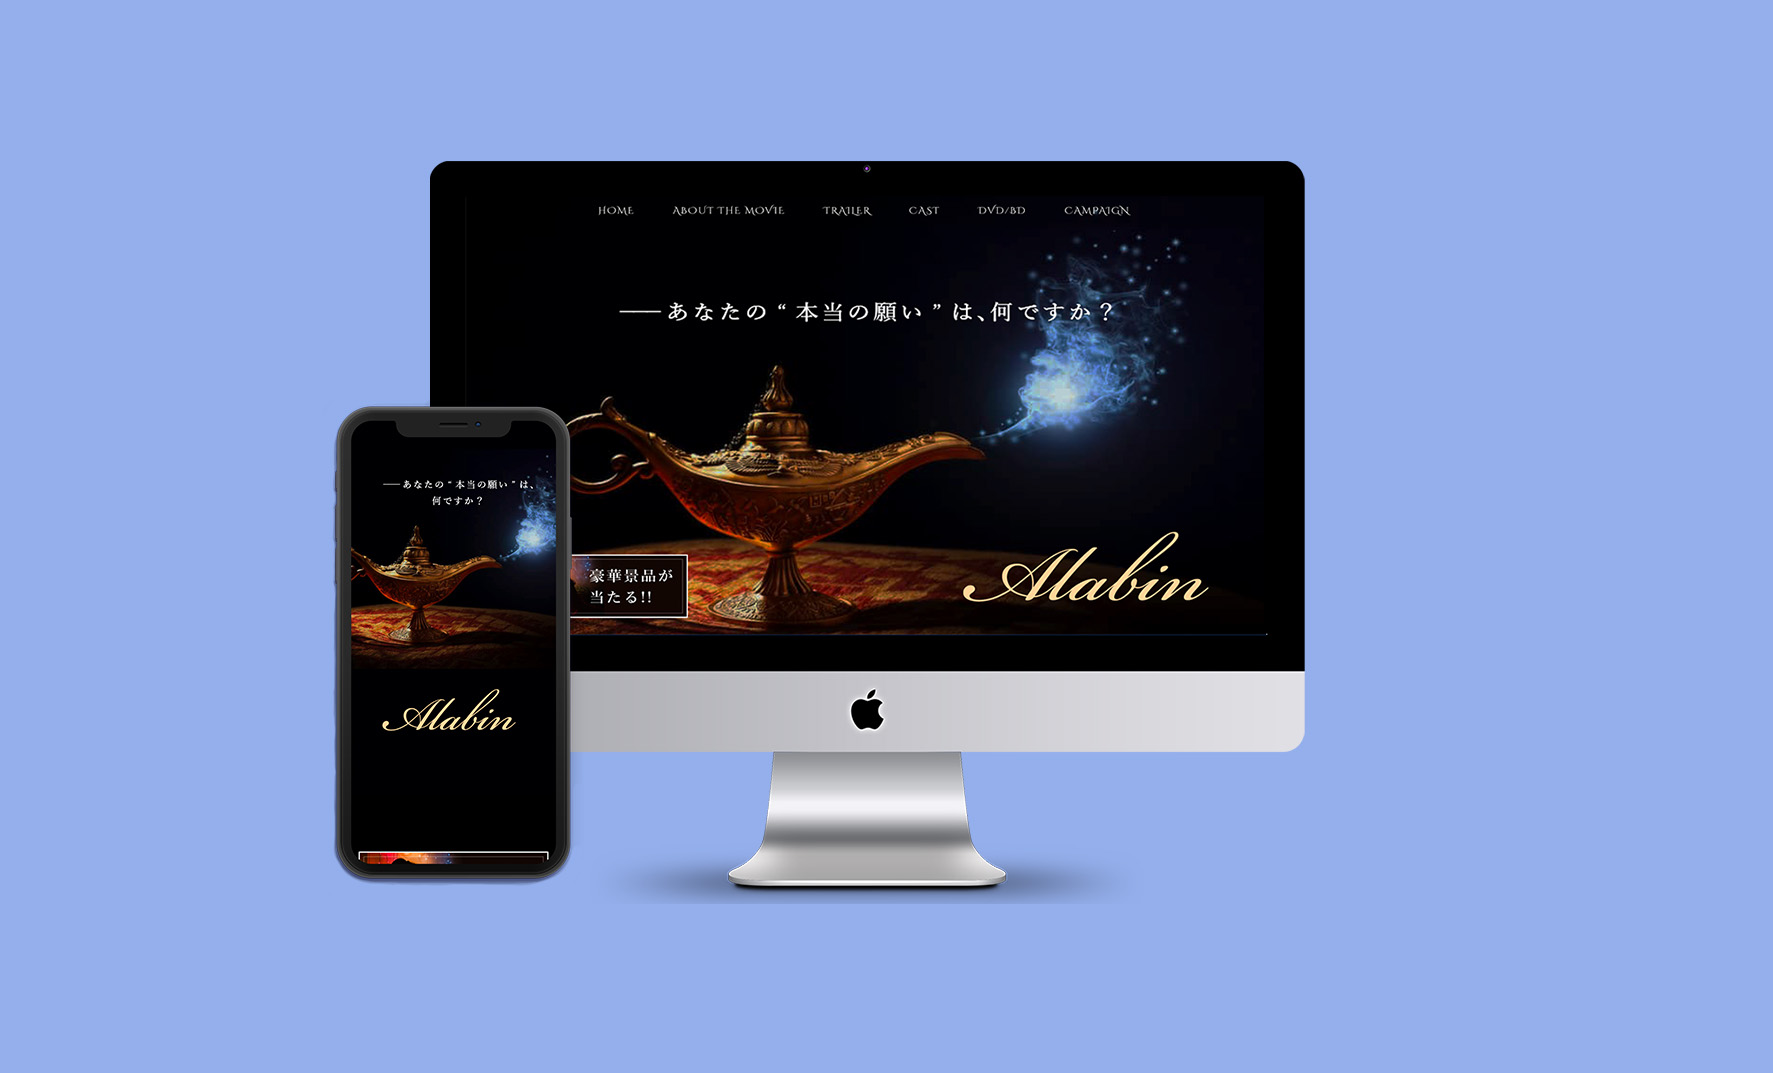 HOME ABOUT THE MOVIE TRAILER CAST DVD/BD CAMPAIGN
——あなたの“本当の願い”は、何ですか？
豪華景品が
当たる!!
Alabin
——あなたの“本当の願い”は、
何ですか？
Alabin